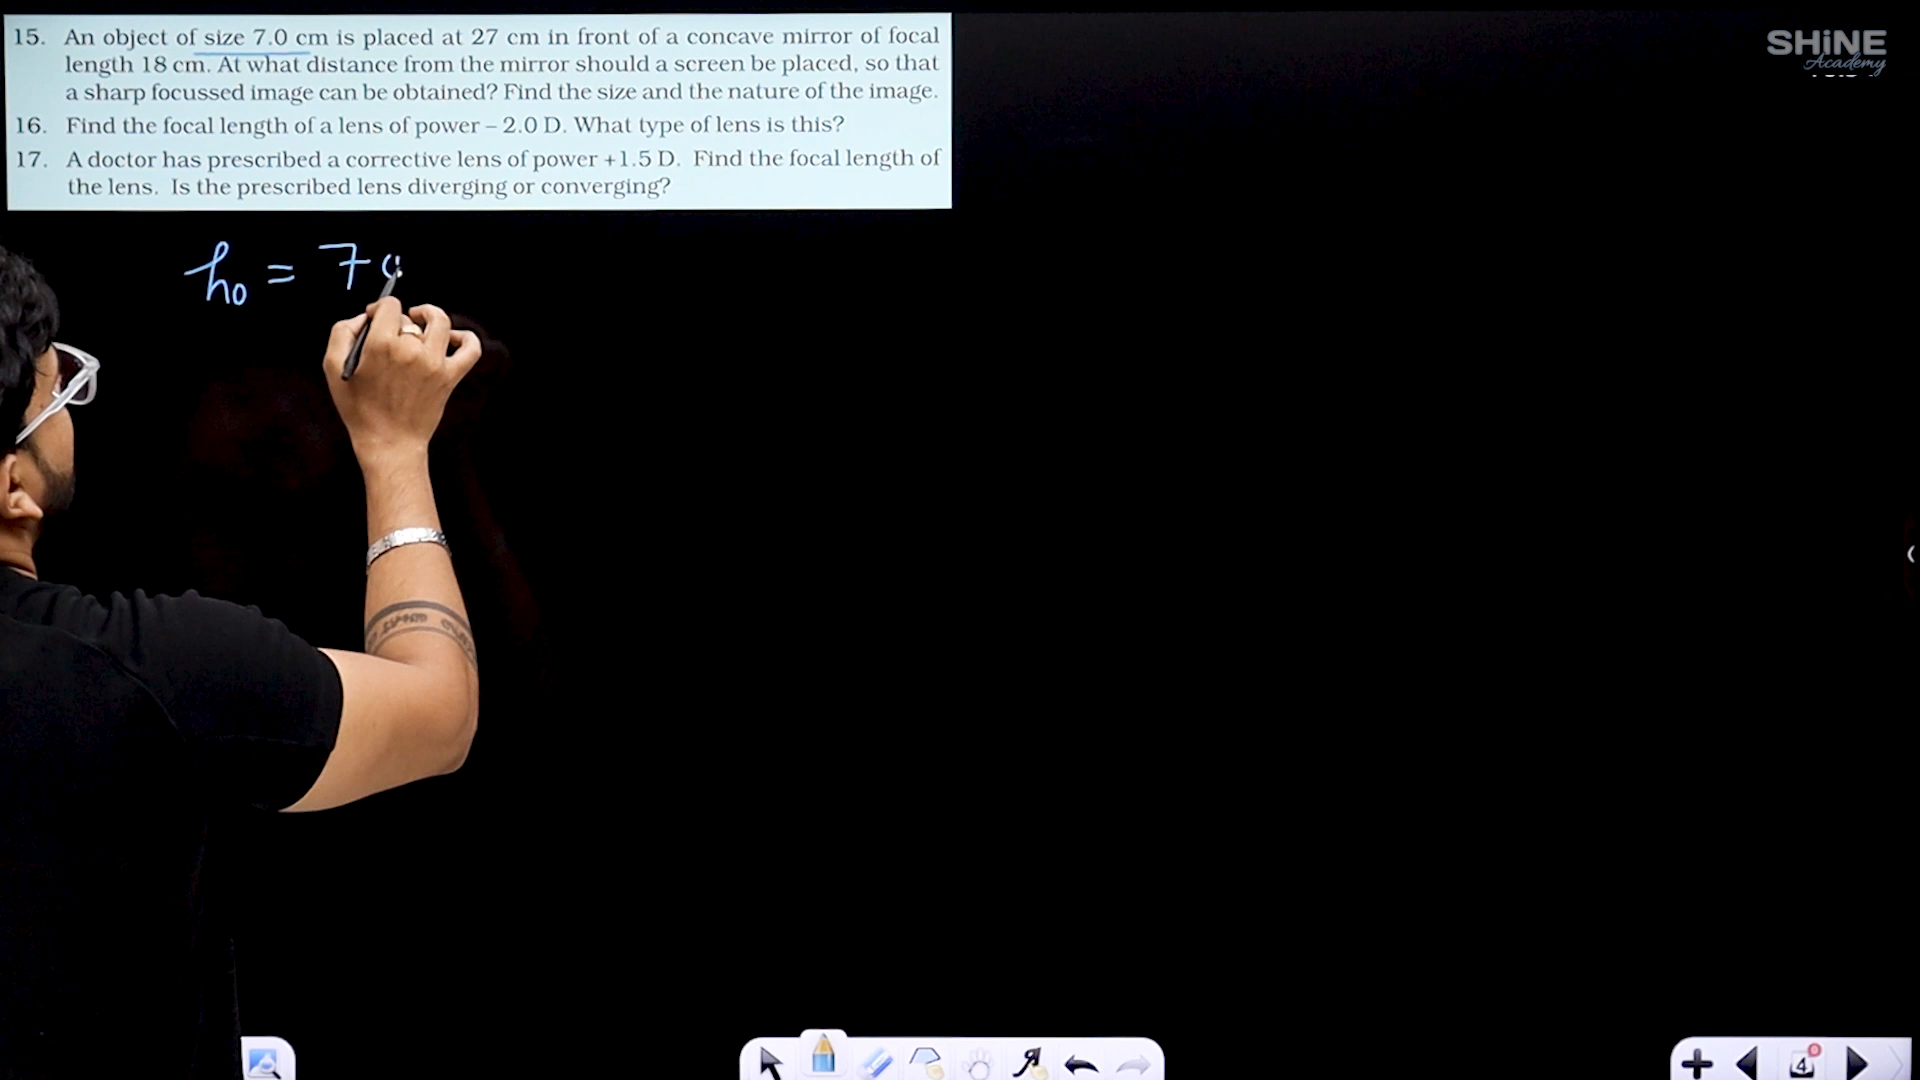 15. An object of size 7.0 cm is placed at 27 cm in front of a concave mirror of focal
length 18 cm. At what distance from the mirror should a screen be placed, so that
a sharp focussed image can be obtained? Find the size and the nature of the image.
16. Find the focal length of a lens of power – 2.0 D. What type of lens is this?
17. A doctor has prescribed a corrective lens of power +1.5 D. Find the focal length of
the lens. Is the prescribed lens diverging or converging?
SHiNE
Academy
h₀ = 7
4